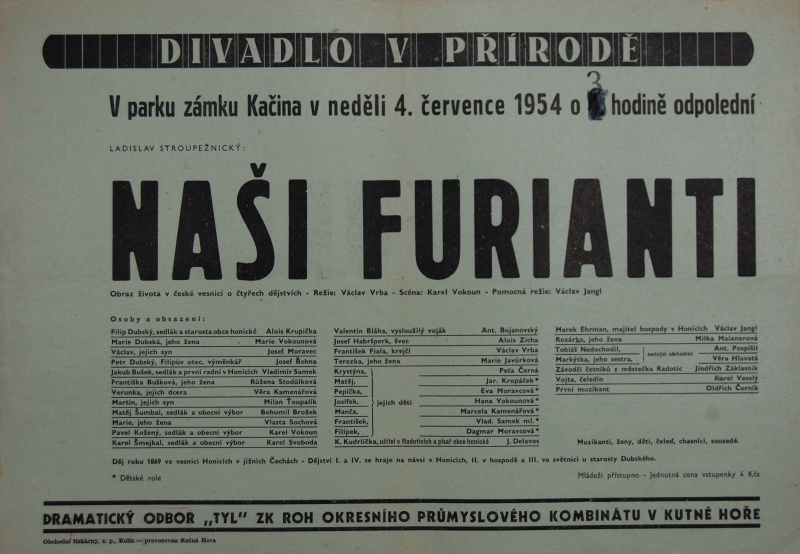 DIVADLO V PŘÍRODĚ
V parku zámku Kačina v neděli 4. července 1954 o 3 hodině odpolední
LADISLAV STROUPEŽNICKÝ:
NAŠI FURIANTI
Obraz života v české vesnici o čtyřech dějstvích - Režie: Václav Vrba - Scéna: Karel Vokoun - Pomocná režie: Václav Jangl
Osoby a obsazení:
Filip Dubský, sedlák a starosta obce honické Alois Krupička
Marie Dubská, jeho žena Marie Vokounová
Václav, jejich syn Josef Moravec
Petr Dubský, Filipův otec, výměnkář Josef Řehna
Jakub Bušek, sedlák a první radní v Honicích Vladimír Samek
Františka Bušková, jeho žena Růžena Stodůlková
Verunka, jejich dcera Věra Kamenářová
Martin, jejich syn Milan Ťoupalík
Matěj Šumbal, sedlák a obecní výbor Bohumil Brožek
Marie, jeho žena Vlasta Sochová
Pavel Kožený, sedlák a obecní výbor Karel Vokoun
Karel Šmejkal, sedlák a obecní výbor Karel Svoboda
Valentin Bláha, vysloužilý voják Ant. Bojanovský
Josef Habršperk, švec Alois Zícha
František Fiala, krejčí Václav Vrba
Terezka, jeho žena Marie Javůrková
Krystýna, Peťa Černá
Matěj, Jar. Kropáček*
Pepička, Eva Moravcová*
Josífek, jejich děti Hana Vokounová*
Manča, Marcela Kamenářová*
František, Vlad. Samek ml.*
Filípek, Dagmar Moravcová*
K. Kudrlička, učitel v Radoticích a písař obce honické J. Delavos
Marek Ehrman, majitel hospody v Honicích Václav Jangl
Rozárka, jeho žena Milka Maixnerová
Tobiáš Nedochodil, Ant. Pospíšil
Markýtka, jeho sestra, cestující obchodníci Věra Hlavatá
Závodčí četníků z městečka Radotic Jindřich Záklasník
Vojta, čeledín Karel Veselý
První muzikant Oldřich Černík
Muzikanti, ženy, děti, čeleď, chasníci, sousedé.
Děj roku 1869 ve vesnici Honicích v jižních Čechách - Dějství I. a IV. se hraje na návsi v Honicích, II. v hospodě a III. ve světnici u starosty Dubského.
* Dětské role
Mládeži přístupno - Jednotná cena vstupenky 4 Kčs
DRAMATICKÝ ODBOR „TYL" ZK ROH OKRESNÍHO PRŮMYSLOVÉHO KOMBINÁTU V KUTNÉ HOŘE
Obchodní tiskárny, n. p., Kolín — provozovna Kutná Hora